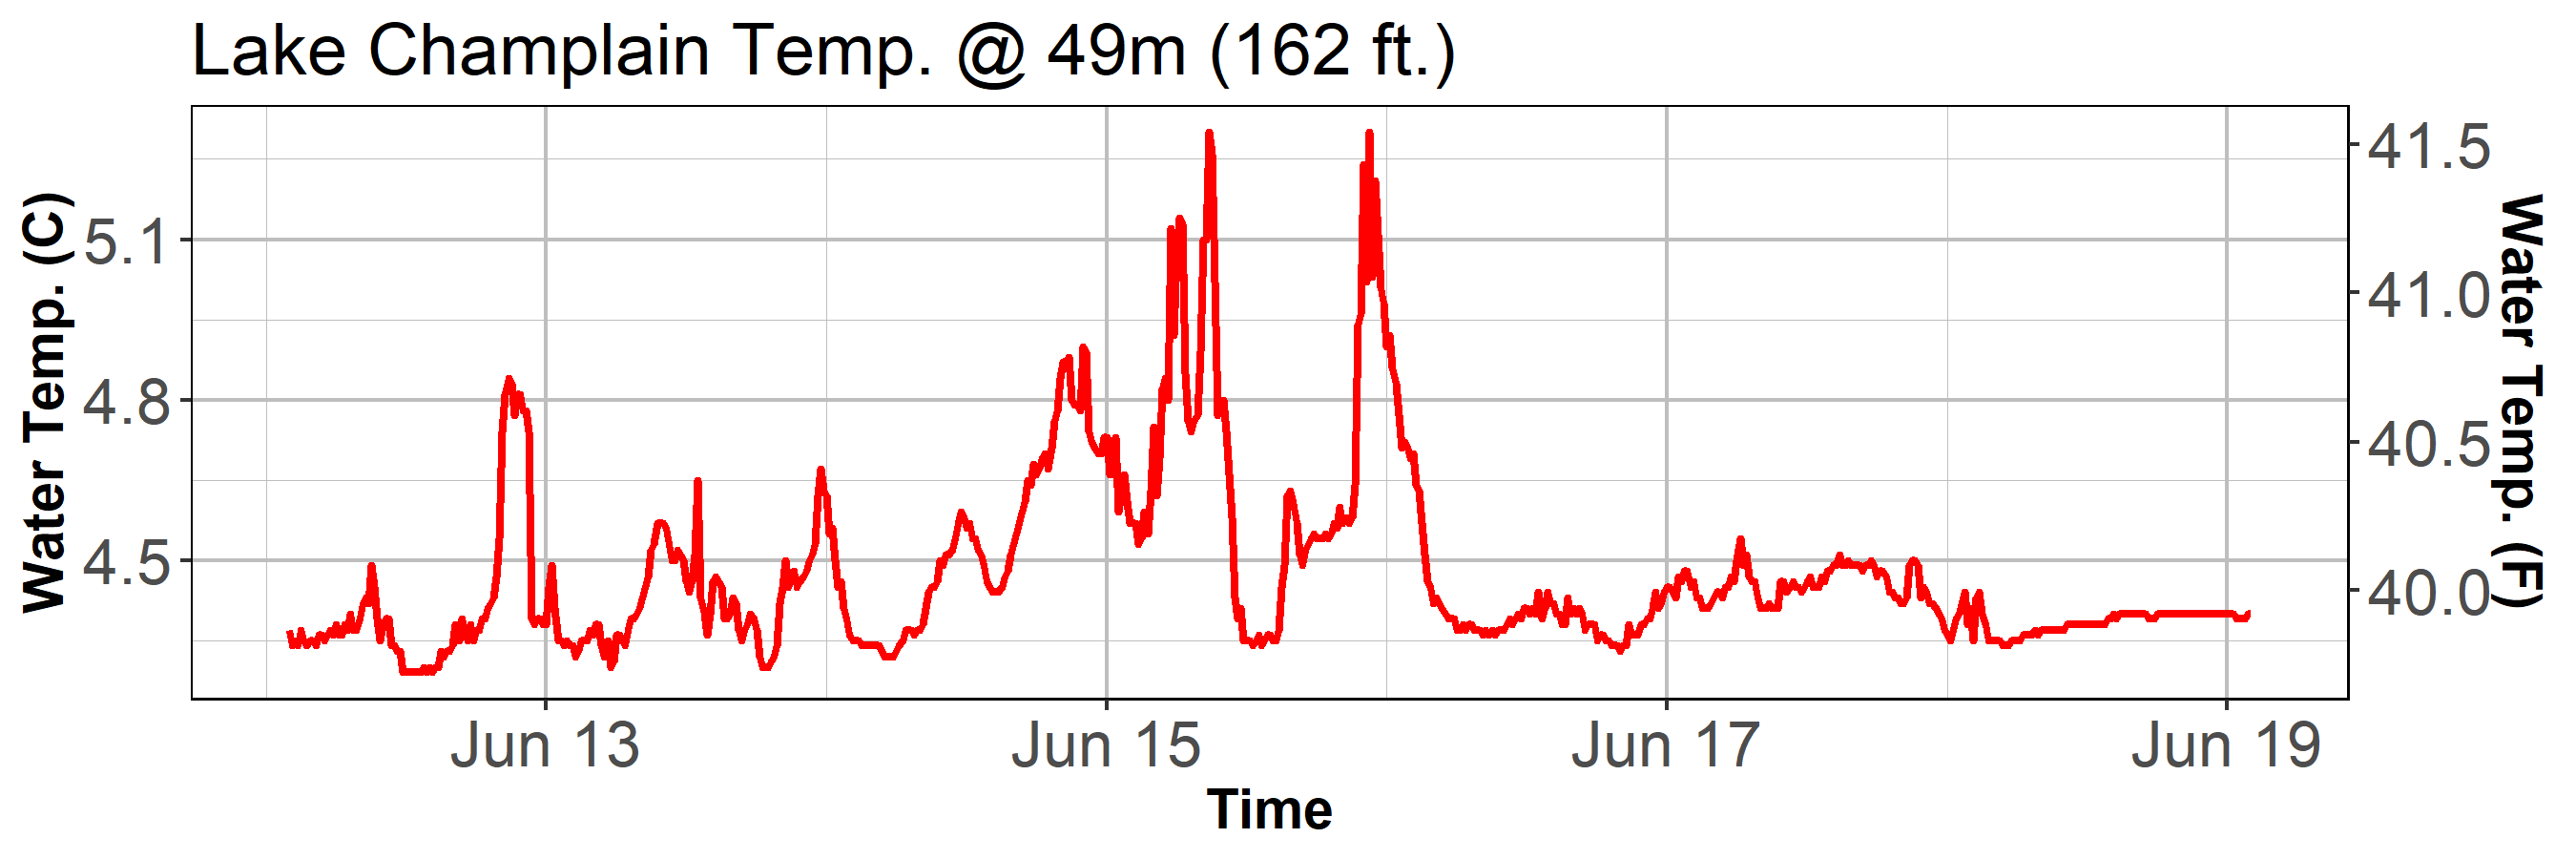 Lake Champlain Temp. @ 49m (162 ft.)
Water Temp. (C)
5.1
4.8
4.5
41.5
41.0
40.5
40.0
Water Temp. (F)
Jun 13
Jun 15
Jun 17
Jun 19
Time